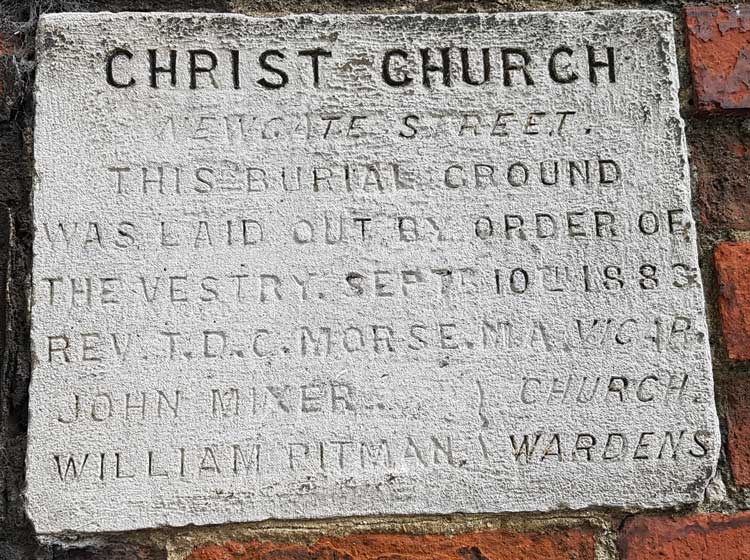 CHRIST CHURCH
NEWGATE STREET.
THIS BURIAL GROUND
WAS LAID OUT BY ORDER OF
THE VESTRY. SEPT. 10TH 1883
REV. T. D. C. MORSE. M.A. VICAR.
JOHN MIXER } CHURCH.
WILLIAM PITMAN. } WARDENS